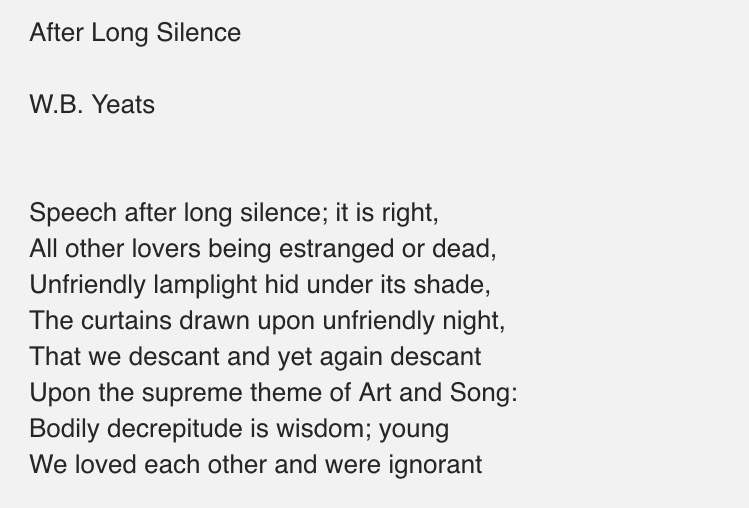 After Long Silence
W.B. Yeats
Speech after long silence; it is right,
All other lovers being estranged or dead,
Unfriendly lamplight hid under its shade,
The curtains drawn upon unfriendly night,
That we descant and yet again descant
Upon the supreme theme of Art and Song:
Bodily decrepitude is wisdom; young
We loved each other and were ignorant